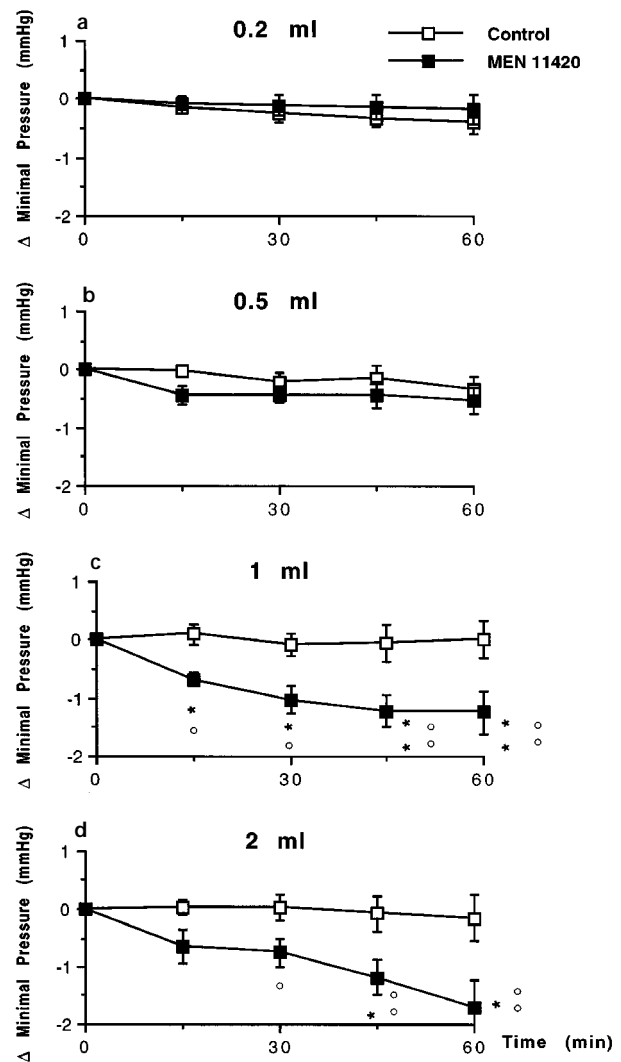 a
0.2 ml
Control
MEN 11420
Δ Minimal Pressure (mmHg)
1
0
-1
-2
0
30
60
b
0.5 ml
Δ Minimal Pressure (mmHg)
1
0
-1
-2
0
30
60
c
1 ml
Δ Minimal Pressure (mmHg)
1
0
-1
-2
* * * *
○ ○ * ○ ○ * ○ ○
0
30
60
d
2 ml
Δ Minimal Pressure (mmHg)
1
0
-1
-2
○ * ○ ○ * ○ ○
0
30
60
Time (min)